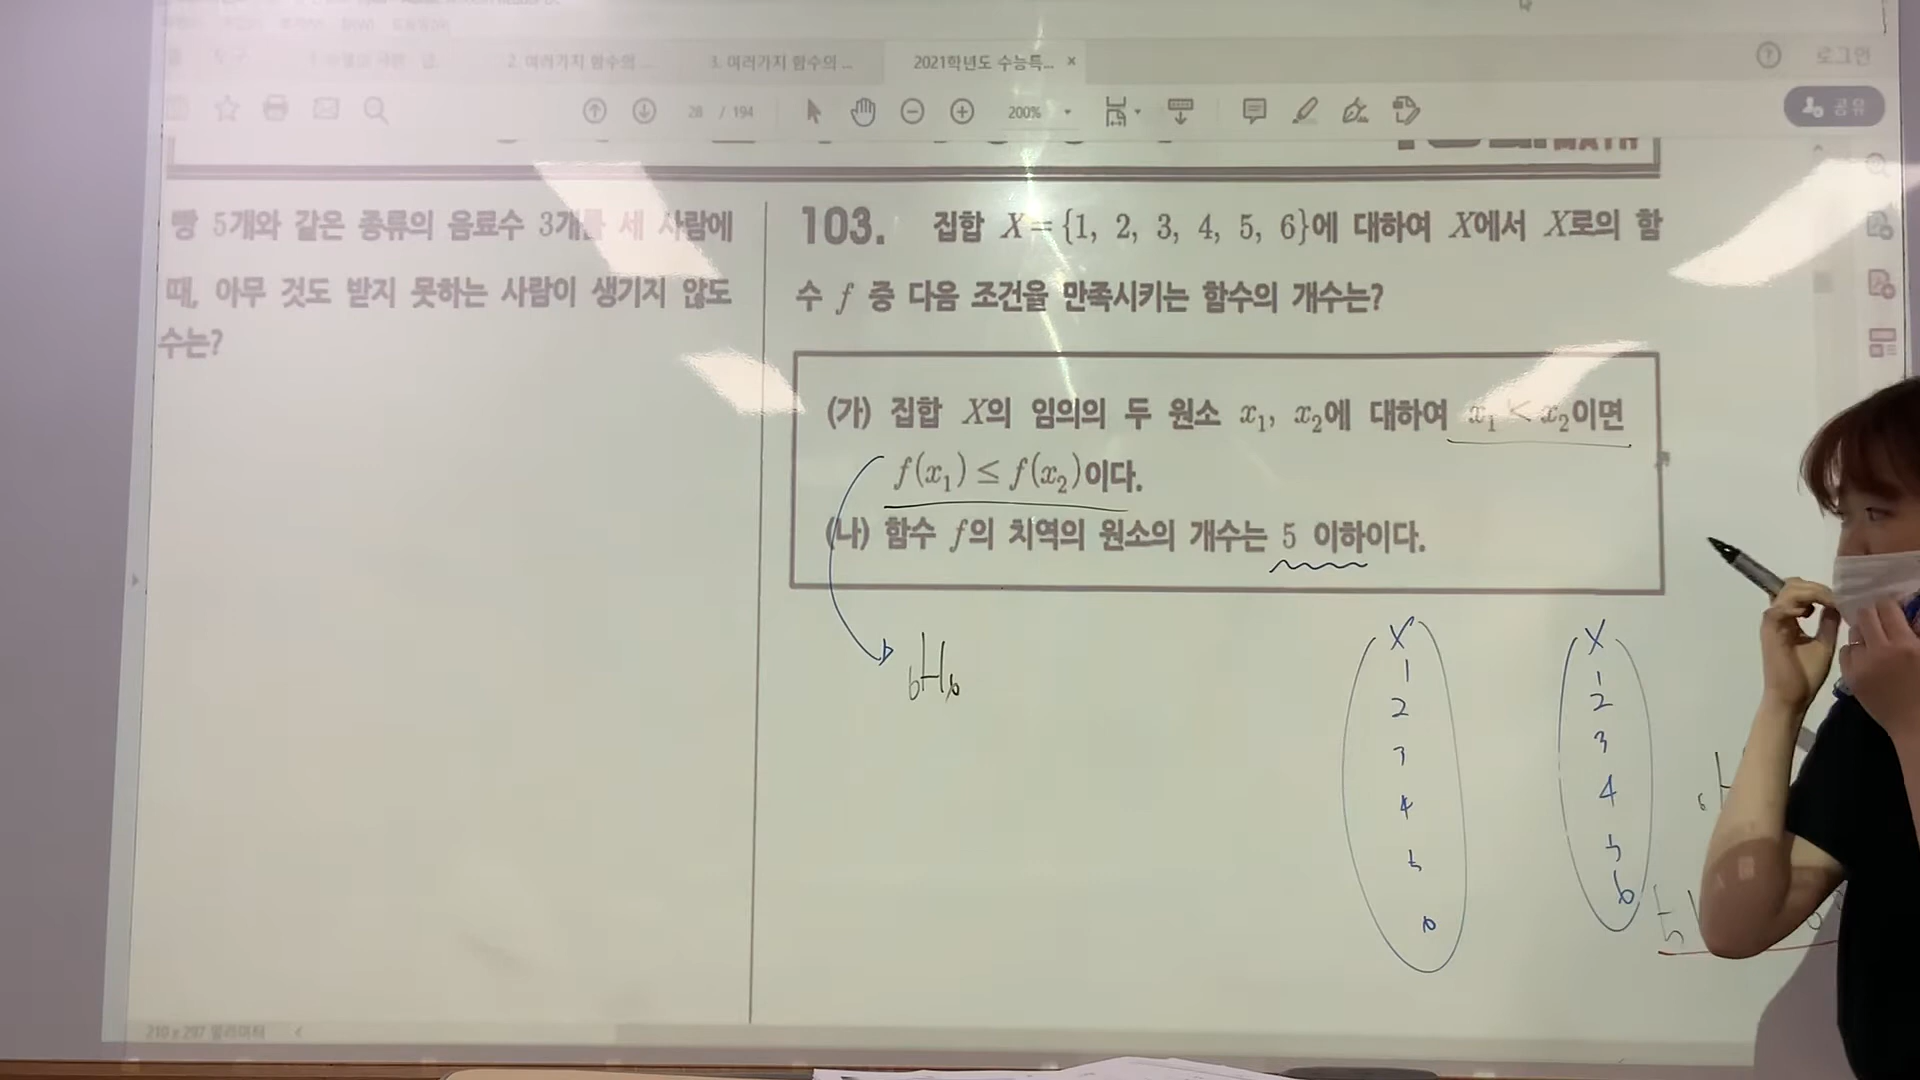 2. 여러가지 함수의 ...
3. 여러가지 함수의 ...
2021학년도 수능특... ×
로그인
28 / 194
200%
공유
MATH
빵 5개와 같은 종류의 음료수 3개를 세 사람에
때, 아무 것도 받지 못하는 사람이 생기지 않도
수는?
103. 집합 X={1, 2, 3, 4, 5, 6}에 대하여 X에서 X로의 함
수 f 중 다음 조건을 만족시키는 함수의 개수는?
(가) 집합 X의 임의의 두 원소 x₁, x₂에 대하여 x₁ < x₂이면
f(x₁) ≤ f(x₂)이다.
(나) 함수 f의 치역의 원소의 개수는 5 이하이다.
₆H₆
X
1
2
3
4
5
6
X
1
2
3
4
5
6
210 x 297 밀리미터